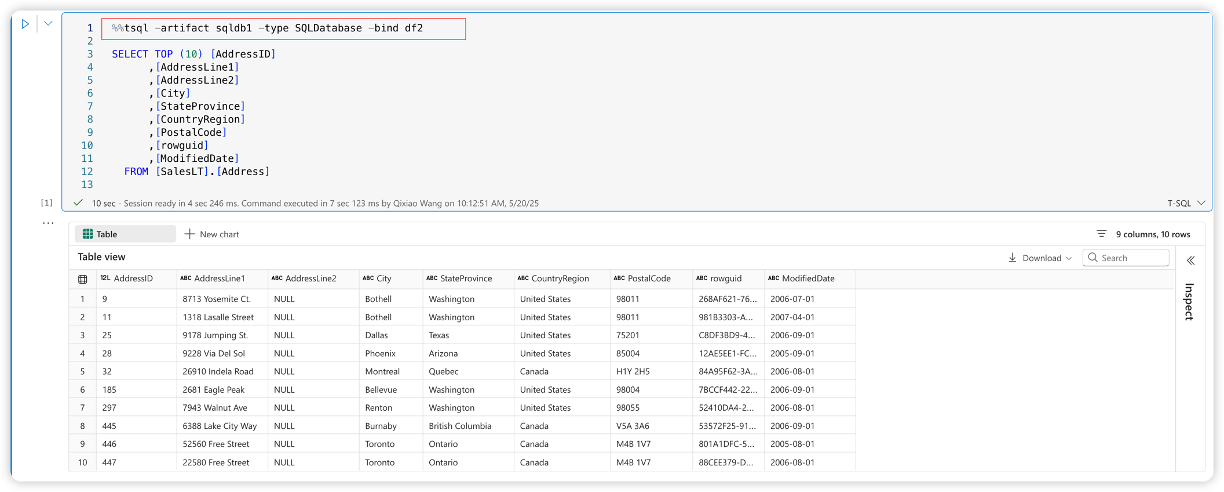 1 %%tsql -artifact sqldb1 -type SQLDatabase -bind df2
2
3 SELECT TOP (10) [AddressID]
4 ,[AddressLine1]
5 ,[AddressLine2]
6 ,[City]
7 ,[StateProvince]
8 ,[CountryRegion]
9 ,[PostalCode]
10 ,[rowguid]
11 ,[ModifiedDate]
12 FROM [SalesLT].[Address]
13
[1] 10 sec - Session ready in 4 sec 246 ms. Command executed in 7 sec 123 ms by Qixiao Wang on 10:12:51 AM, 5/20/25 T-SQL
Table New chart 9 columns, 10 rows
Table view Download Search
12L AddressID ABC AddressLine1 ABC AddressLine2 ABC City ABC StateProvince ABC CountryRegion ABC PostalCode ABC rowguid ABC ModifiedDate
1 9 8713 Yosemite Ct. NULL Bothell Washington United States 98011 268AF621-76... 2006-07-01
2 11 1318 Lasalle Street NULL Bothell Washington United States 98011 981B3303-A... 2007-04-01
3 25 9178 Jumping St. NULL Dallas Texas United States 75201 C8DF3BD9-4... 2006-09-01
4 28 9228 Via Del Sol NULL Phoenix Arizona United States 85004 12AE5EE1-FC... 2005-09-01
5 32 26910 Indela Road NULL Montreal Quebec Canada H1Y 2H5 84A95F62-3A... 2006-08-01
6 185 2681 Eagle Peak NULL Bellevue Washington United States 98004 7BCCF442-22... 2006-09-01
7 297 7943 Walnut Ave NULL Renton Washington United States 98055 52410DA4-2... 2006-08-01
8 445 6388 Lake City Way NULL Burnaby British Columbia Canada V5A 3A6 53572F25-91... 2006-09-01
9 446 52560 Free Street NULL Toronto Ontario Canada M4B 1V7 801A1DFC-5... 2005-08-01
10 447 22580 Free Street NULL Toronto Ontario Canada M4B 1V7 88CEE379-D... 2006-08-01
Inspect